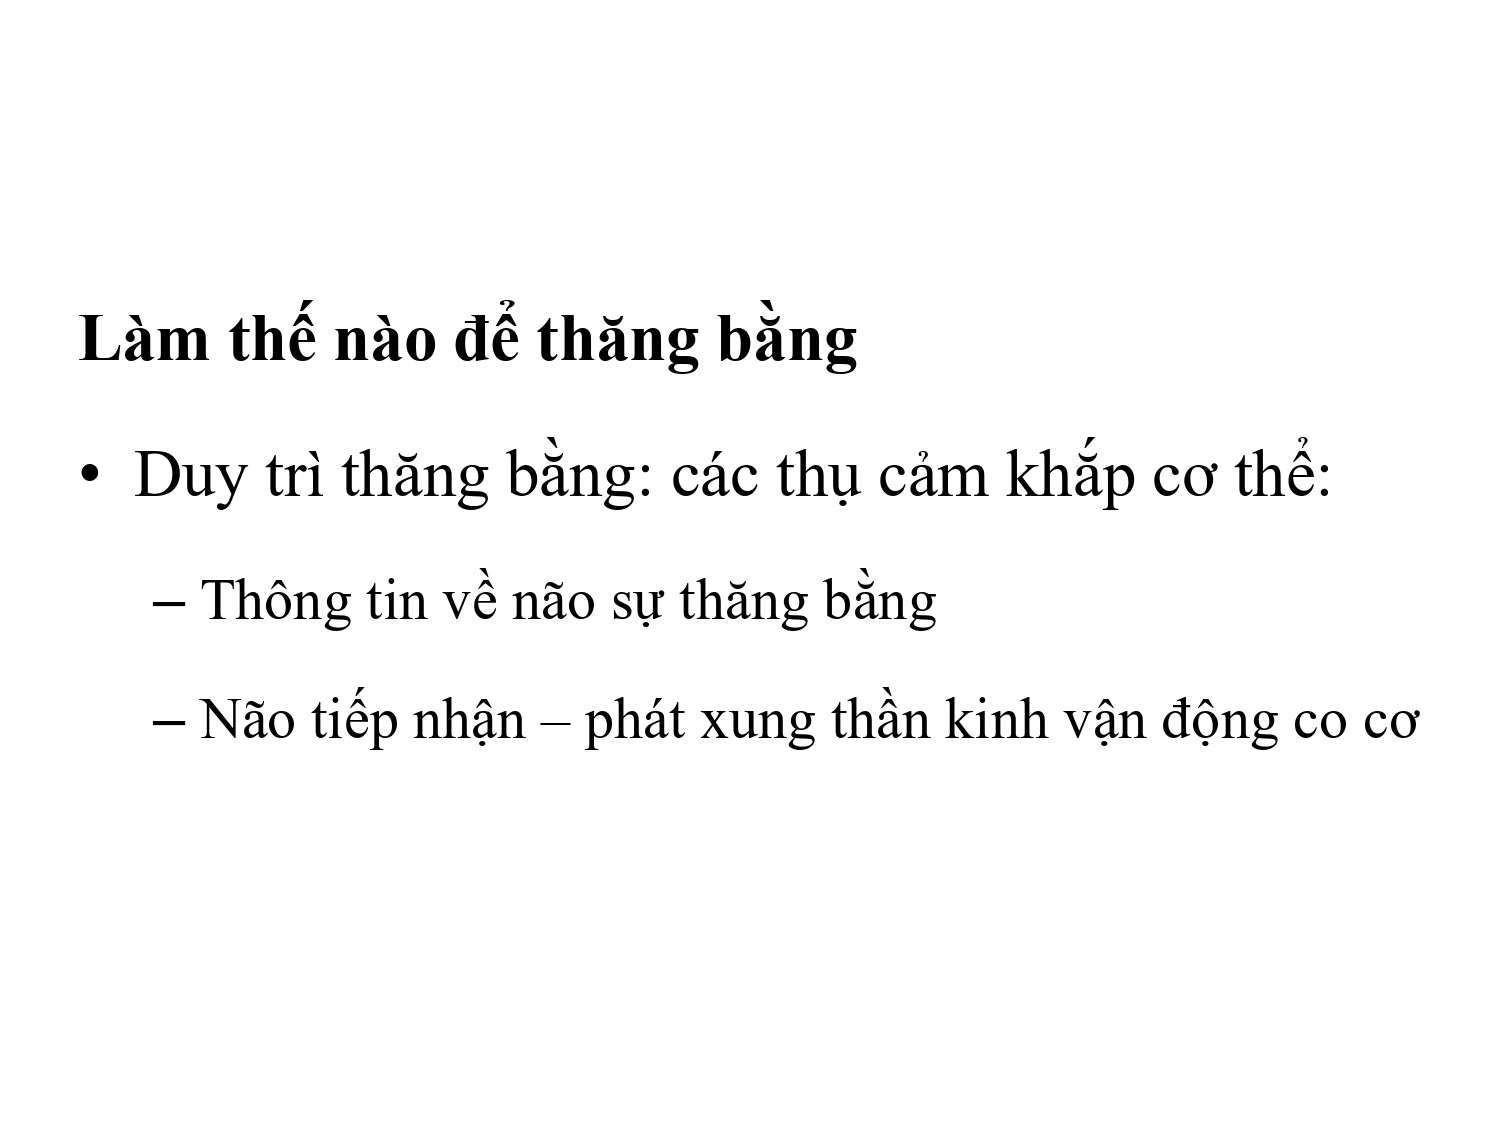 Làm thế nào để thăng bằng
• Duy trì thăng bằng: các thụ cảm khắp cơ thể:
– Thông tin về não sự thăng bằng
– Não tiếp nhận – phát xung thần kinh vận động co cơ